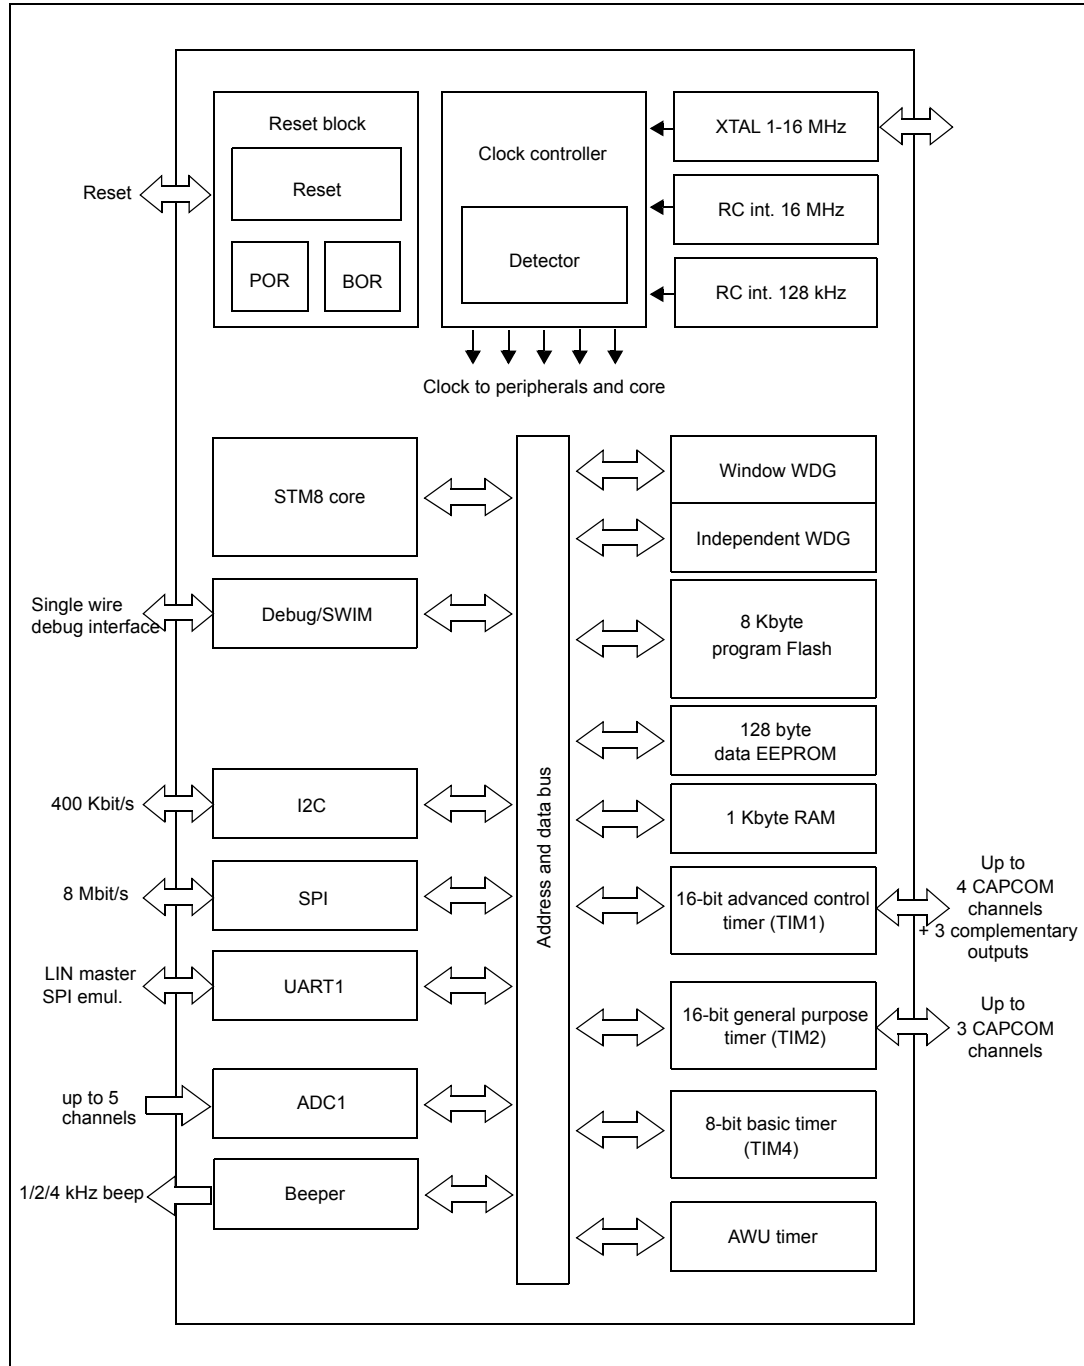 Reset block
Reset
POR
BOR
Reset
Clock controller
Detector
XTAL 1-16 MHz
RC int. 16 MHz
RC int. 128 kHz
Clock to peripherals and core
STM8 core
Single wire
debug interface
Debug/SWIM
400 Kbit/s
I2C
8 Mbit/s
SPI
LIN master
SPI emul.
UART1
up to 5
channels
ADC1
1/2/4 kHz beep
Beeper
Address and data bus
Window WDG
Independent WDG
8 Kbyte
program Flash
128 byte
data EEPROM
1 Kbyte RAM
16-bit advanced control
timer (TIM1)
Up to
4 CAPCOM
channels
+ 3 complementary
outputs
16-bit general purpose
timer (TIM2)
Up to
3 CAPCOM
channels
8-bit basic timer
(TIM4)
AWU timer